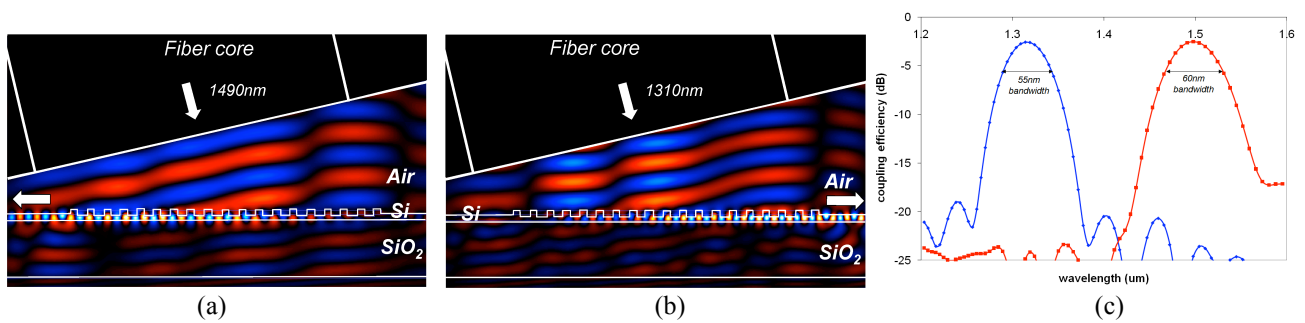 Fiber core
1490nm
Air
Si
SiO2
(a)
Fiber core
1310nm
Air
Si
SiO2
(b)
0
1.2
1.3
1.4
1.5
1.6
-5
-10
-15
-20
-25
55nm
bandwidth
60nm
bandwidth
coupling efficiency (dB)
wavelength (um)
(c)